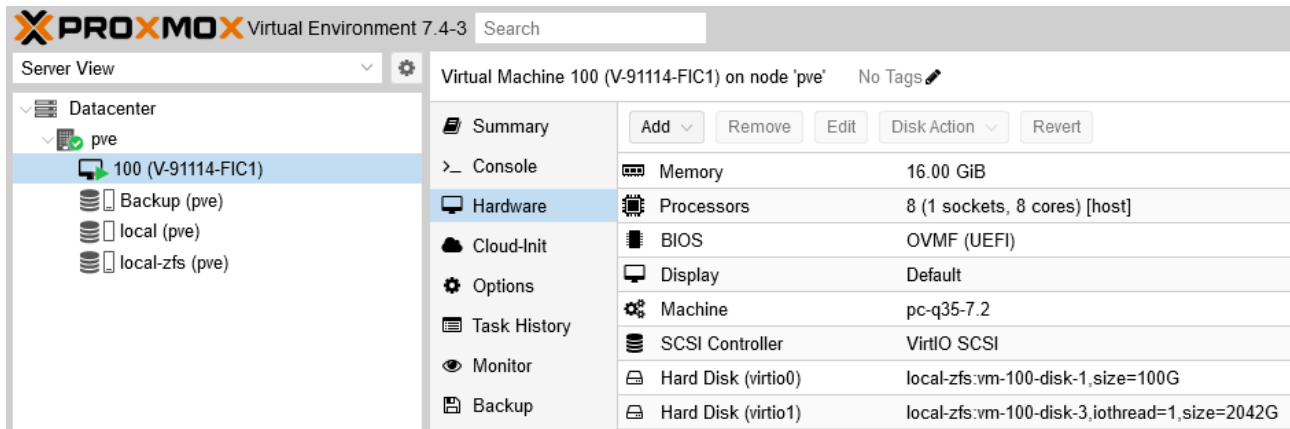 PROXMOX Virtual Environment 7.4-3 Search
Server View
Datacenter
pve
100 (V-91114-FIC1)
Backup (pve)
local (pve)
local-zfs (pve)
Virtual Machine 100 (V-91114-FIC1) on node 'pve' No Tags
Summary
Console
Hardware
Cloud-Init
Options
Task History
Monitor
Backup
Add Remove Edit Disk Action Revert
Memory 16.00 GiB
Processors 8 (1 sockets, 8 cores) [host]
BIOS OVMF (UEFI)
Display Default
Machine pc-q35-7.2
SCSI Controller VirtIO SCSI
Hard Disk (virtio0) local-zfs:vm-100-disk-1,size=100G
Hard Disk (virtio1) local-zfs:vm-100-disk-3,iothread=1,size=2042G